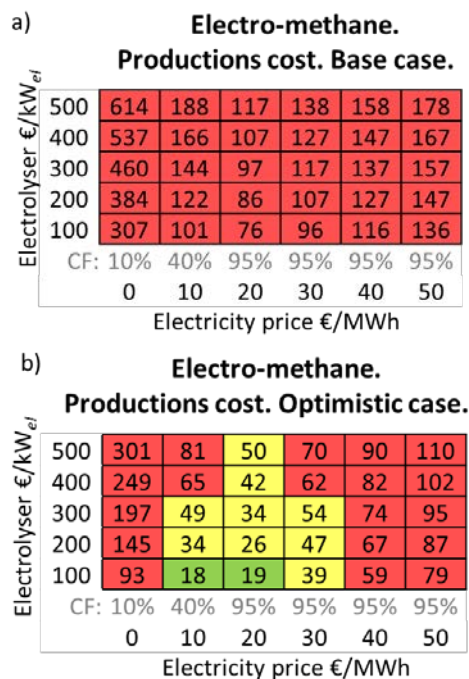 a)
Electro-methane.
Productions cost. Base case.
Electrolyser €/kWel
500 614 188 117 138 158 178
400 537 166 107 127 147 167
300 460 144 97 117 137 157
200 384 122 86 107 127 147
100 307 101 76 96 116 136
CF: 10% 40% 95% 95% 95% 95%
0 10 20 30 40 50
Electricity price €/MWh
b)
Electro-methane.
Productions cost. Optimistic case.
Electrolyser €/kWel
500 301 81 50 70 90 110
400 249 65 42 62 82 102
300 197 49 34 54 74 95
200 145 34 26 47 67 87
100 93 18 19 39 59 79
CF: 10% 40% 95% 95% 95% 95%
0 10 20 30 40 50
Electricity price €/MWh